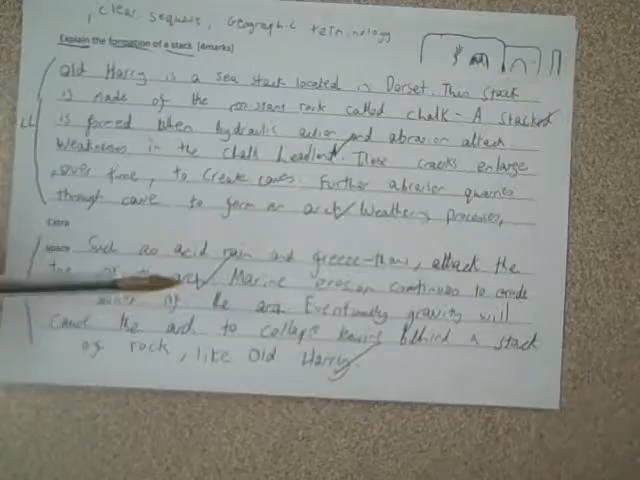 , clear sequence, Geographic terminology
Explain the formation of a stack [4marks]
Old Harry is a sea stack located in Dorset. This stack
is made of the resistant rock called chalk. A stack
is formed when hydraulic action and abrasion attack
weaknesses in the chalk headland. These cracks enlarge
over time, to create caves. Further abrasion
through cave to form an arch Weathering processes,
Extra
space
Such as acid rain and freeze-thaw, attack the
arch Marine erosion continues to erode
of the arch Eventually gravity will
cause the arch to collapse leaving behind a stack
of rock, like Old Harry